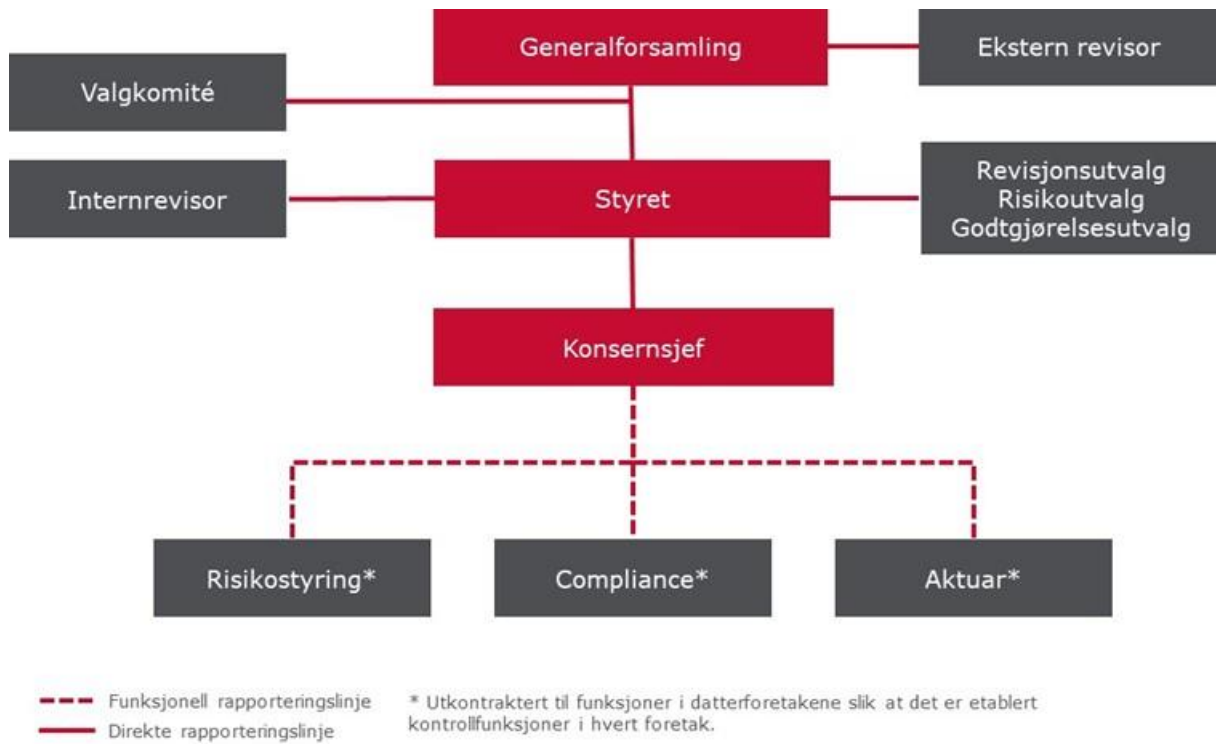 Generalforsamling
Ekstern revisor
Valgkomité
Internrevisor
Styret
Revisjonsutvalg
Risikoutvalg
Godtgjørelsesutvalg
Konsernsjef
Risikostyring*
Compliance*
Aktuar*
Funksjonell rapporteringslinje
Direkte rapporteringslinje
* Utkontraktert til funksjoner i datterforetakene slik at det er etablert
kontrollfunksjoner i hvert foretak.